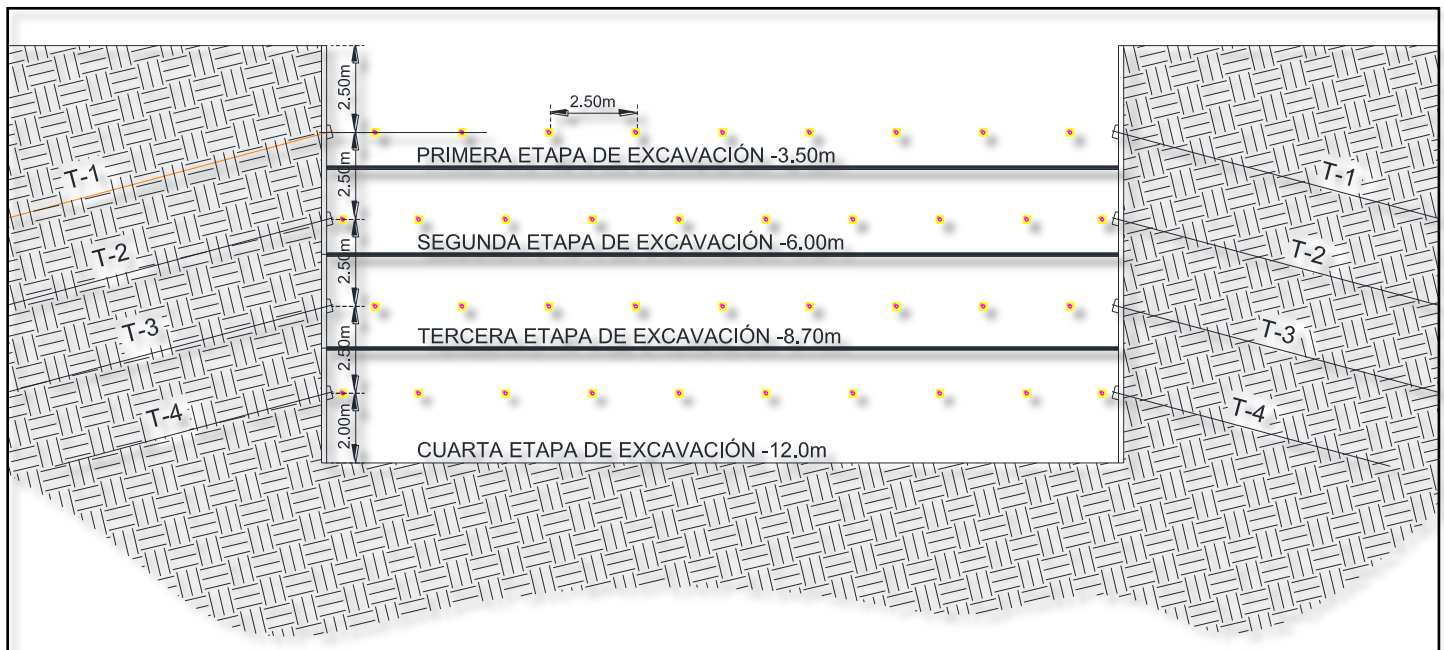 2.50m
2.50m
PRIMERA ETAPA DE EXCAVACIÓN -3.50m
T-1
T-1
2.50m
SEGUNDA ETAPA DE EXCAVACIÓN -6.00m
T-2
T-2
2.50m
TERCERA ETAPA DE EXCAVACIÓN -8.70m
T-3
T-3
2.50m
T-4
T-4
2.00m
CUARTA ETAPA DE EXCAVACIÓN -12.0m